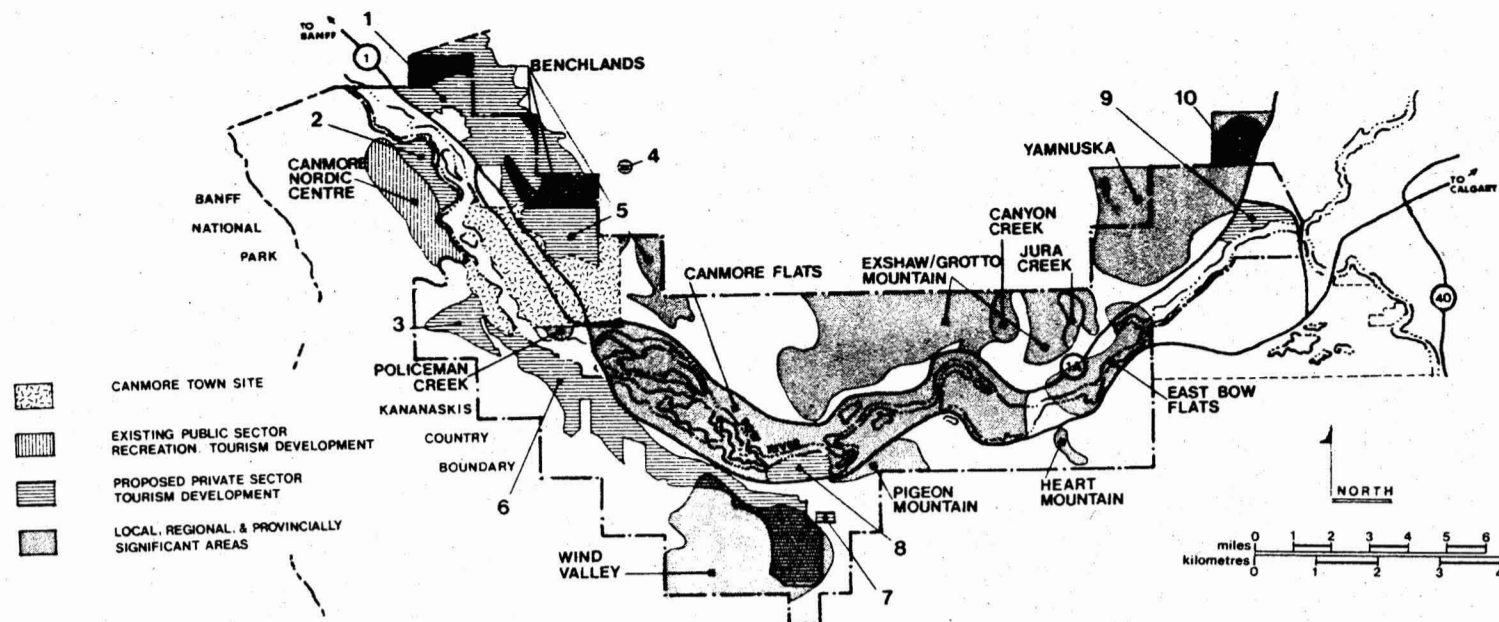 TO
BANFF
1
1
BENCHLANDS
2
CANMORE
NORDIC
CENTRE
4
BANFF
NATIONAL
PARK
5
9
10
YAMNUSKA
TO
CALGARY
CANYON
CREEK
JURA
CREEK
EXSHAW/GROTTO
MOUNTAIN
CANMORE FLATS
40
3
POLICEMAN
CREEK
1A
EAST BOW
FLATS
KANANASKIS
COUNTRY
BOUNDARY
6
BOW
RIVER
PIGEON
MOUNTAIN
HEART
MOUNTAIN
WIND
VALLEY
7
8
CANMORE TOWN SITE
EXISTING PUBLIC SECTOR
RECREATION. TOURISM DEVELOPMENT
PROPOSED PRIVATE SECTOR
TOURISM DEVELOPMENT
LOCAL, REGIONAL, & PROVINCIALLY
SIGNIFICANT AREAS
NORTH
miles 0 1 2 3 4 5 6
kilometres 0 1 2 3 4